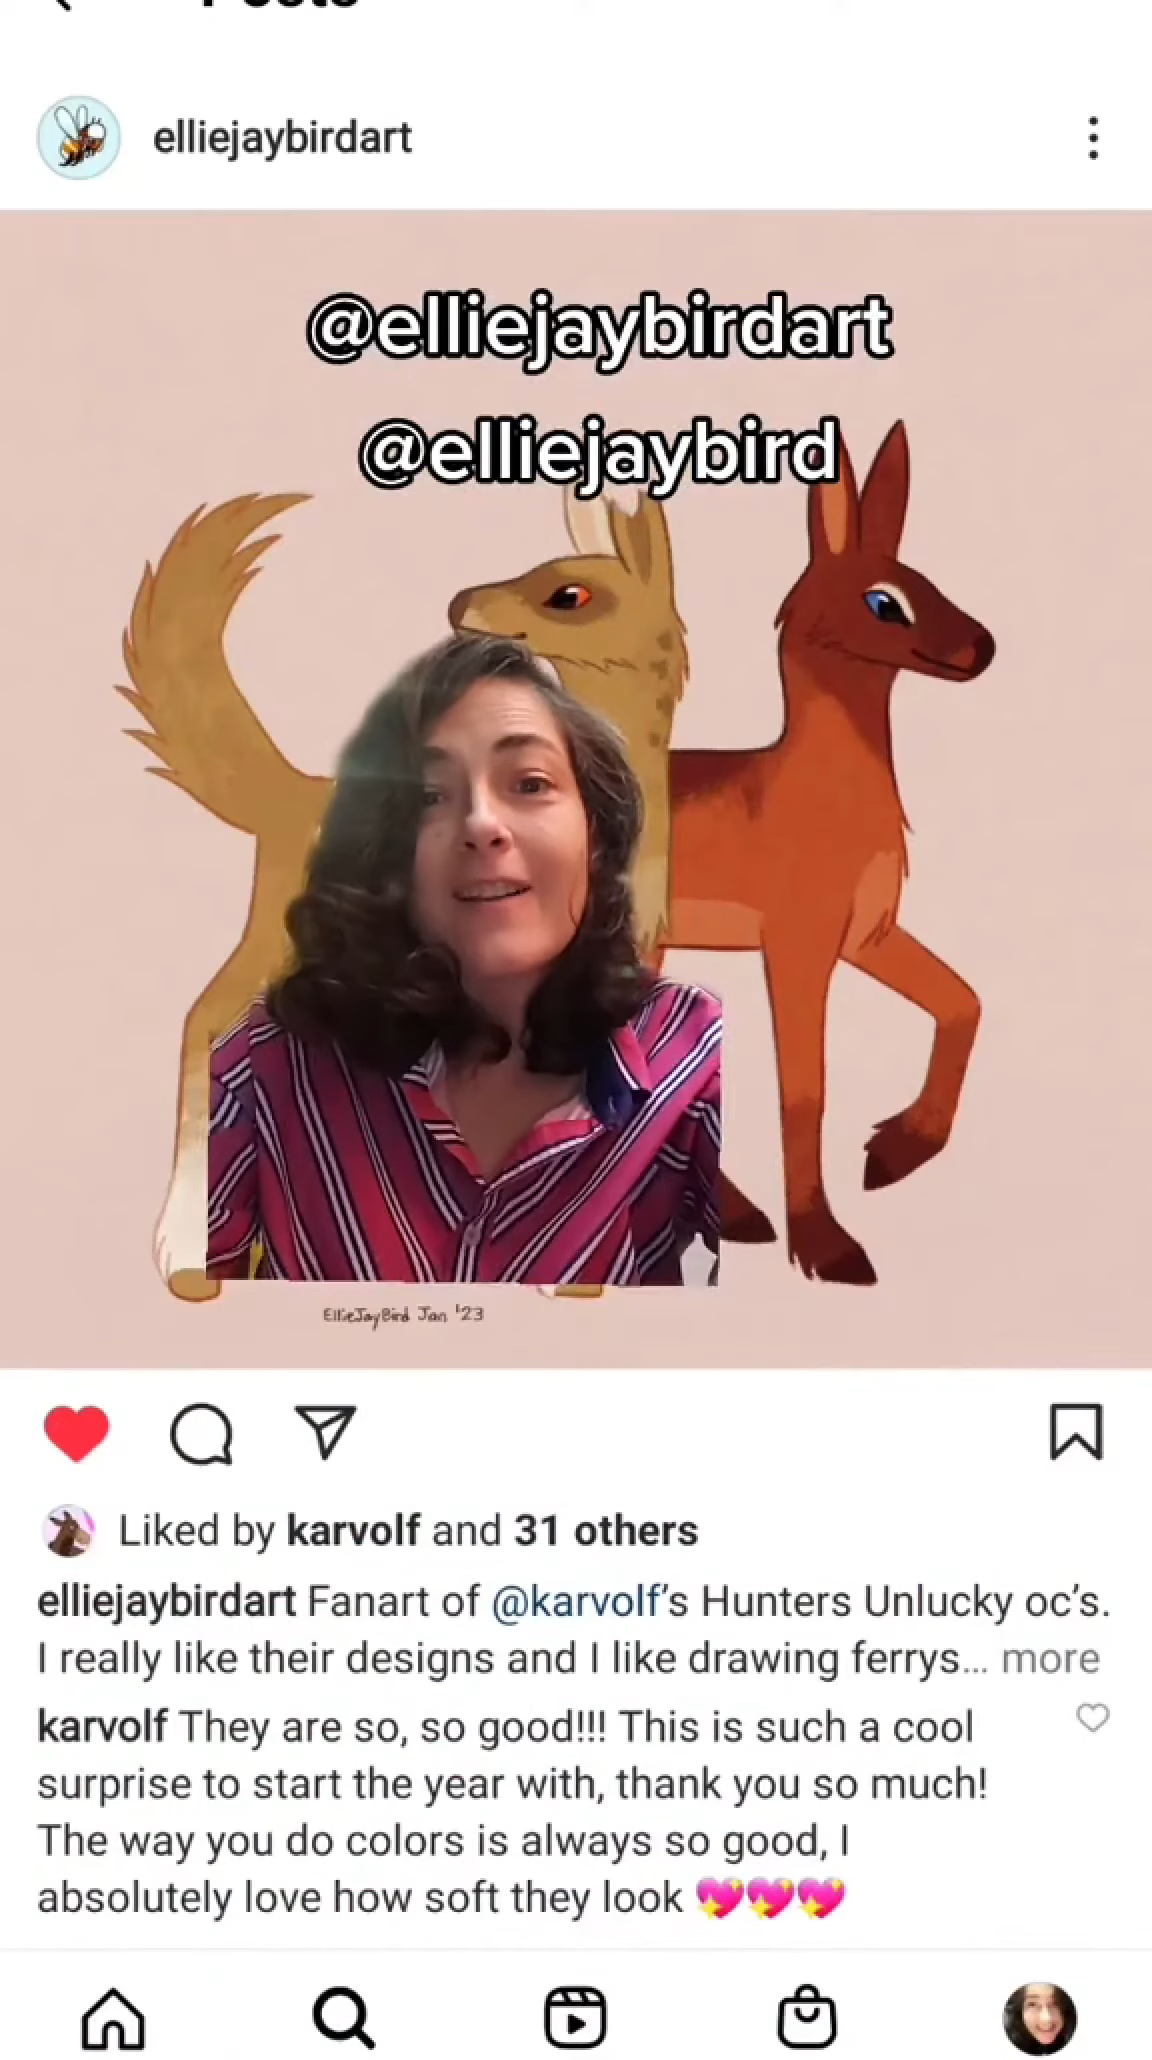 Posts
elliejaybirdart
@elliejaybirdart
@elliejaybird
EllieJayBird Jan '23
Liked by karvolf and 31 others
elliejaybirdart Fanart of @karvolf's Hunters Unlucky oc's.
I really like their designs and I like drawing ferrys... more
karvolf They are so, so good!!! This is such a cool
surprise to start the year with, thank you so much!
The way you do colors is always so good, I
absolutely love how soft they look 💖💖💖